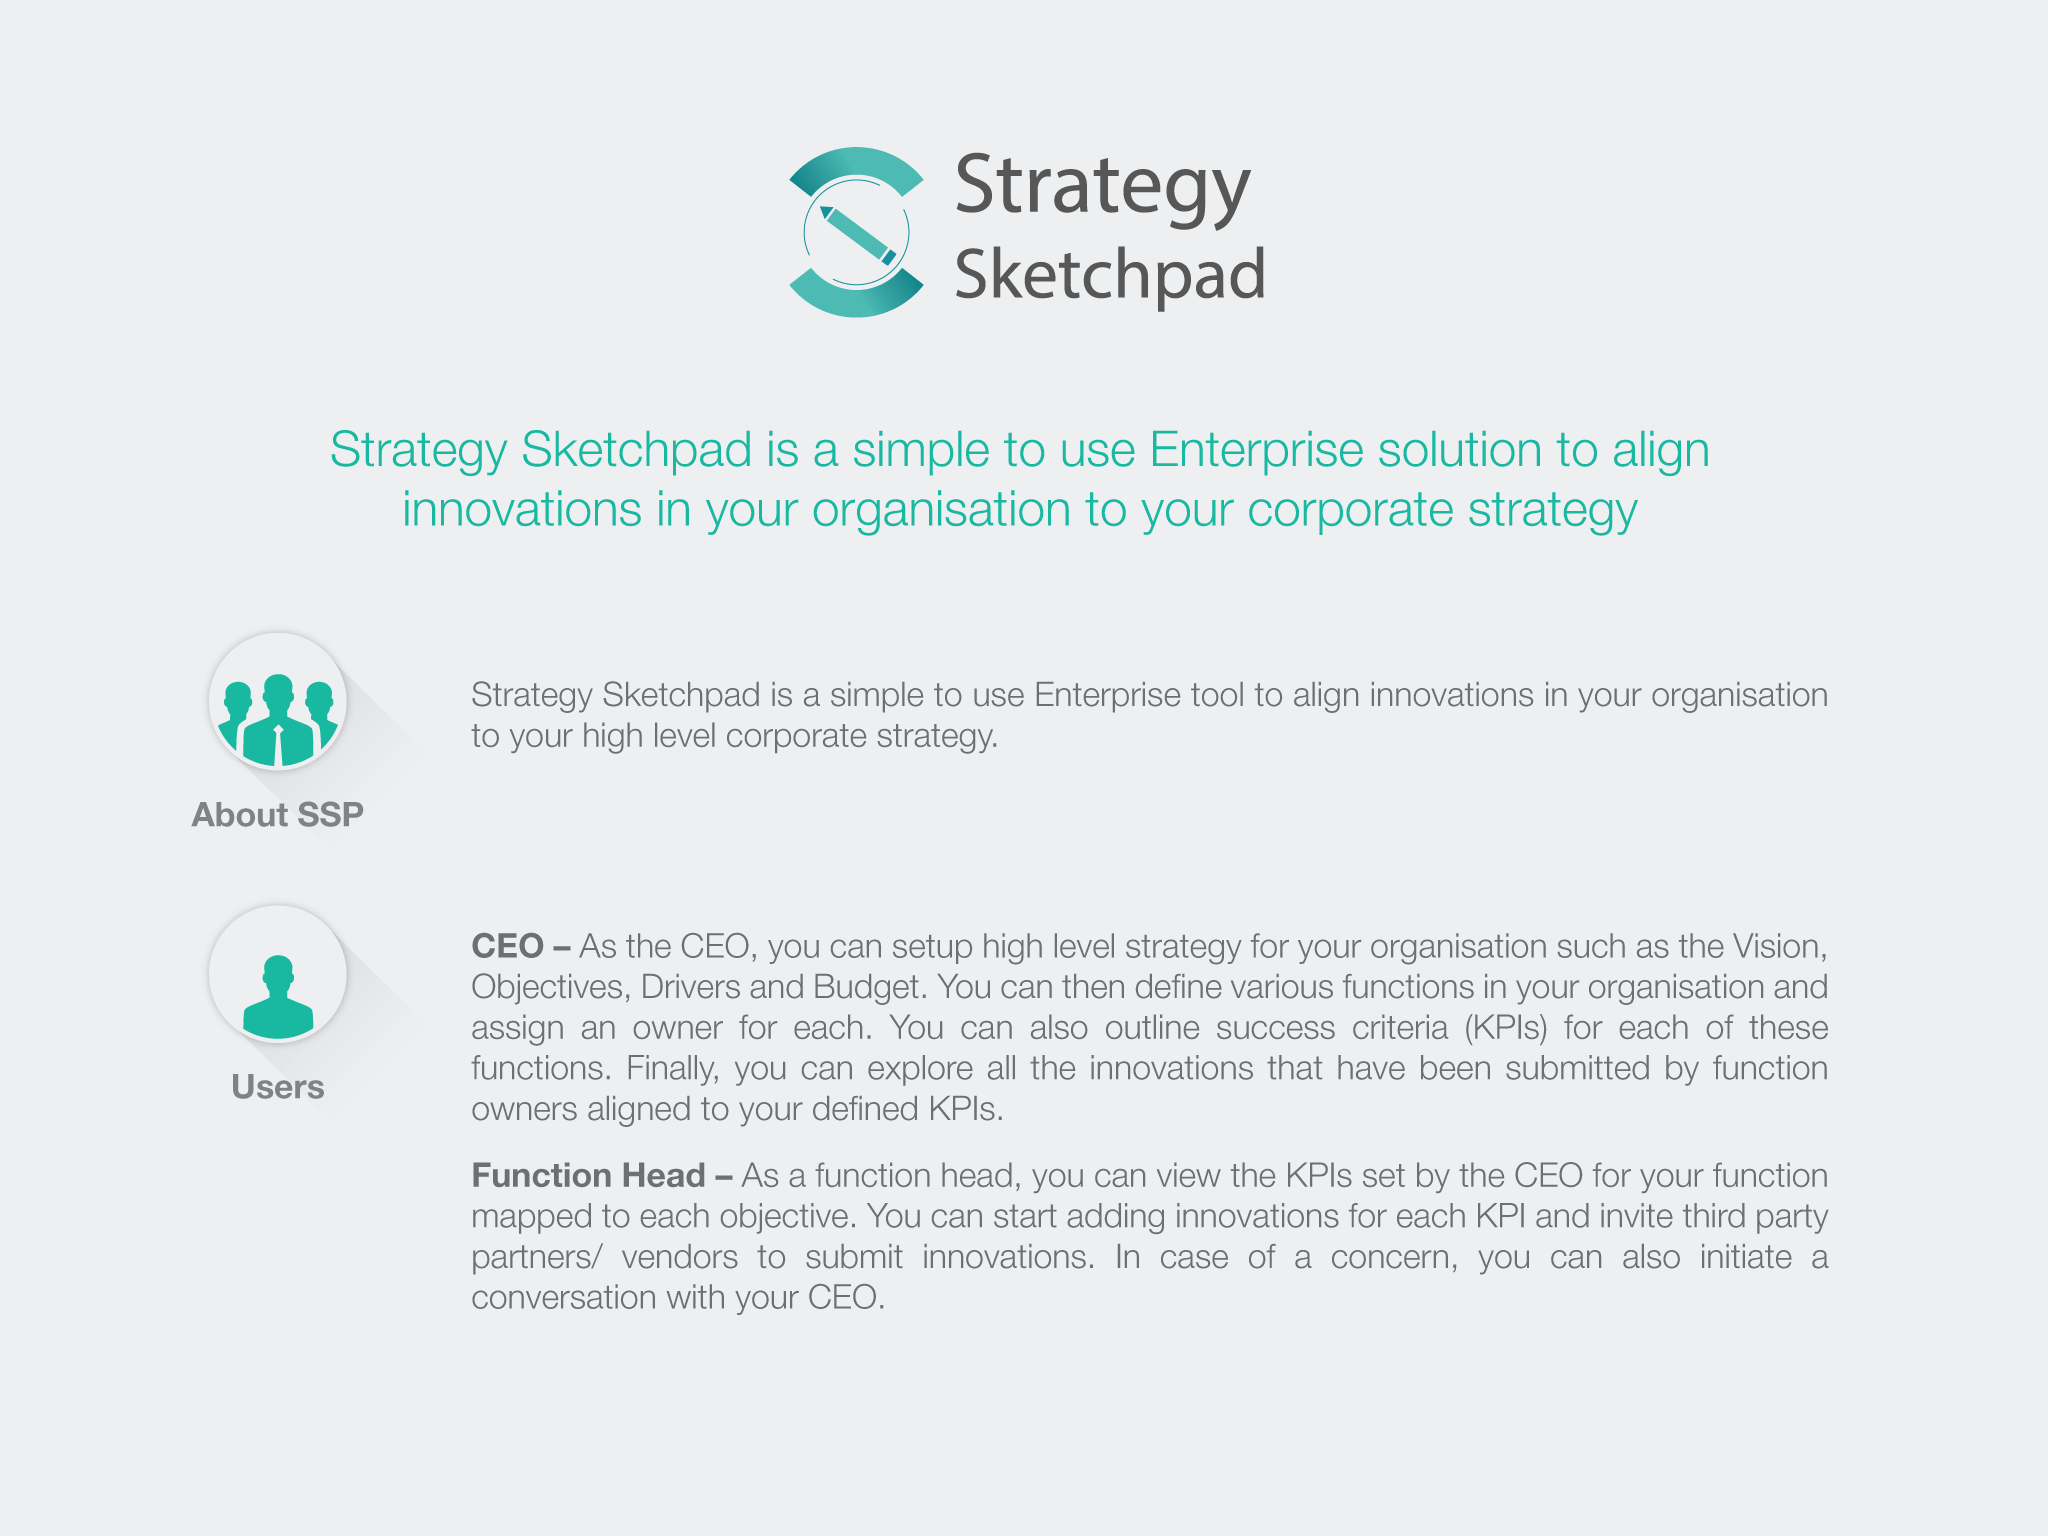 Strategy
Sketchpad
Strategy Sketchpad is a simple to use Enterprise solution to align
innovations in your organisation to your corporate strategy
Strategy Sketchpad is a simple to use Enterprise tool to align innovations in your organisation
to your high level corporate strategy.
About SSP
CEO – As the CEO, you can setup high level strategy for your organisation such as the Vision,
Objectives, Drivers and Budget. You can then define various functions in your organisation and
assign an owner for each. You can also outline success criteria (KPIs) for each of these
functions. Finally, you can explore all the innovations that have been submitted by function
owners aligned to your defined KPIs.
Users
Function Head – As a function head, you can view the KPIs set by the CEO for your function
mapped to each objective. You can start adding innovations for each KPI and invite third party
partners/ vendors to submit innovations. In case of a concern, you can also initiate a
conversation with your CEO.